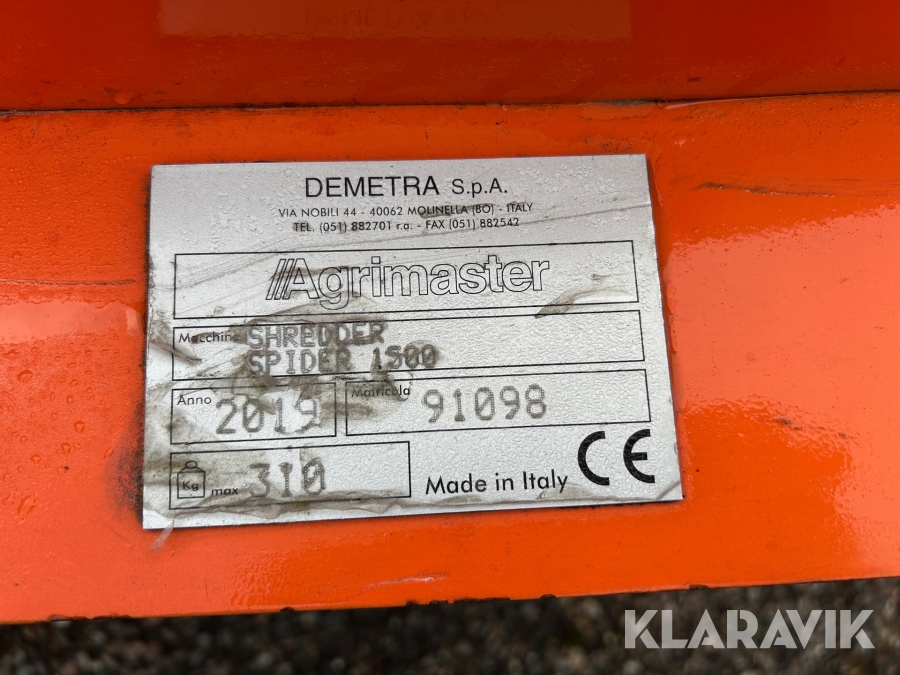 DEMETRA S.p.A.
VIA NOBILI 44 - 40062 MOLINELLA (BO) - ITALY
TEL. (051) 882701 r.a. - FAX (051) 882542
Agrimaster
Macchina SHREDDER
SPIDER 1500
Anno 2019 Matricola 91098
Kg max 310 Made in Italy CE
KLARAVIK